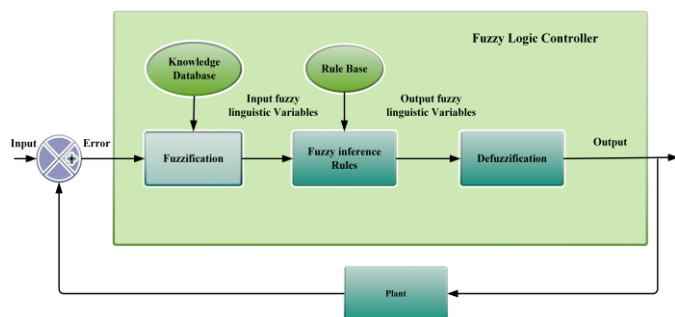 Fuzzy Logic Controller
Knowledge
Database
Rule Base
Input fuzzy
linguistic Variables
Output fuzzy
linguistic Variables
Input
Error
Fuzzification
Fuzzy inference
Rules
Defuzzification
Output
Plant